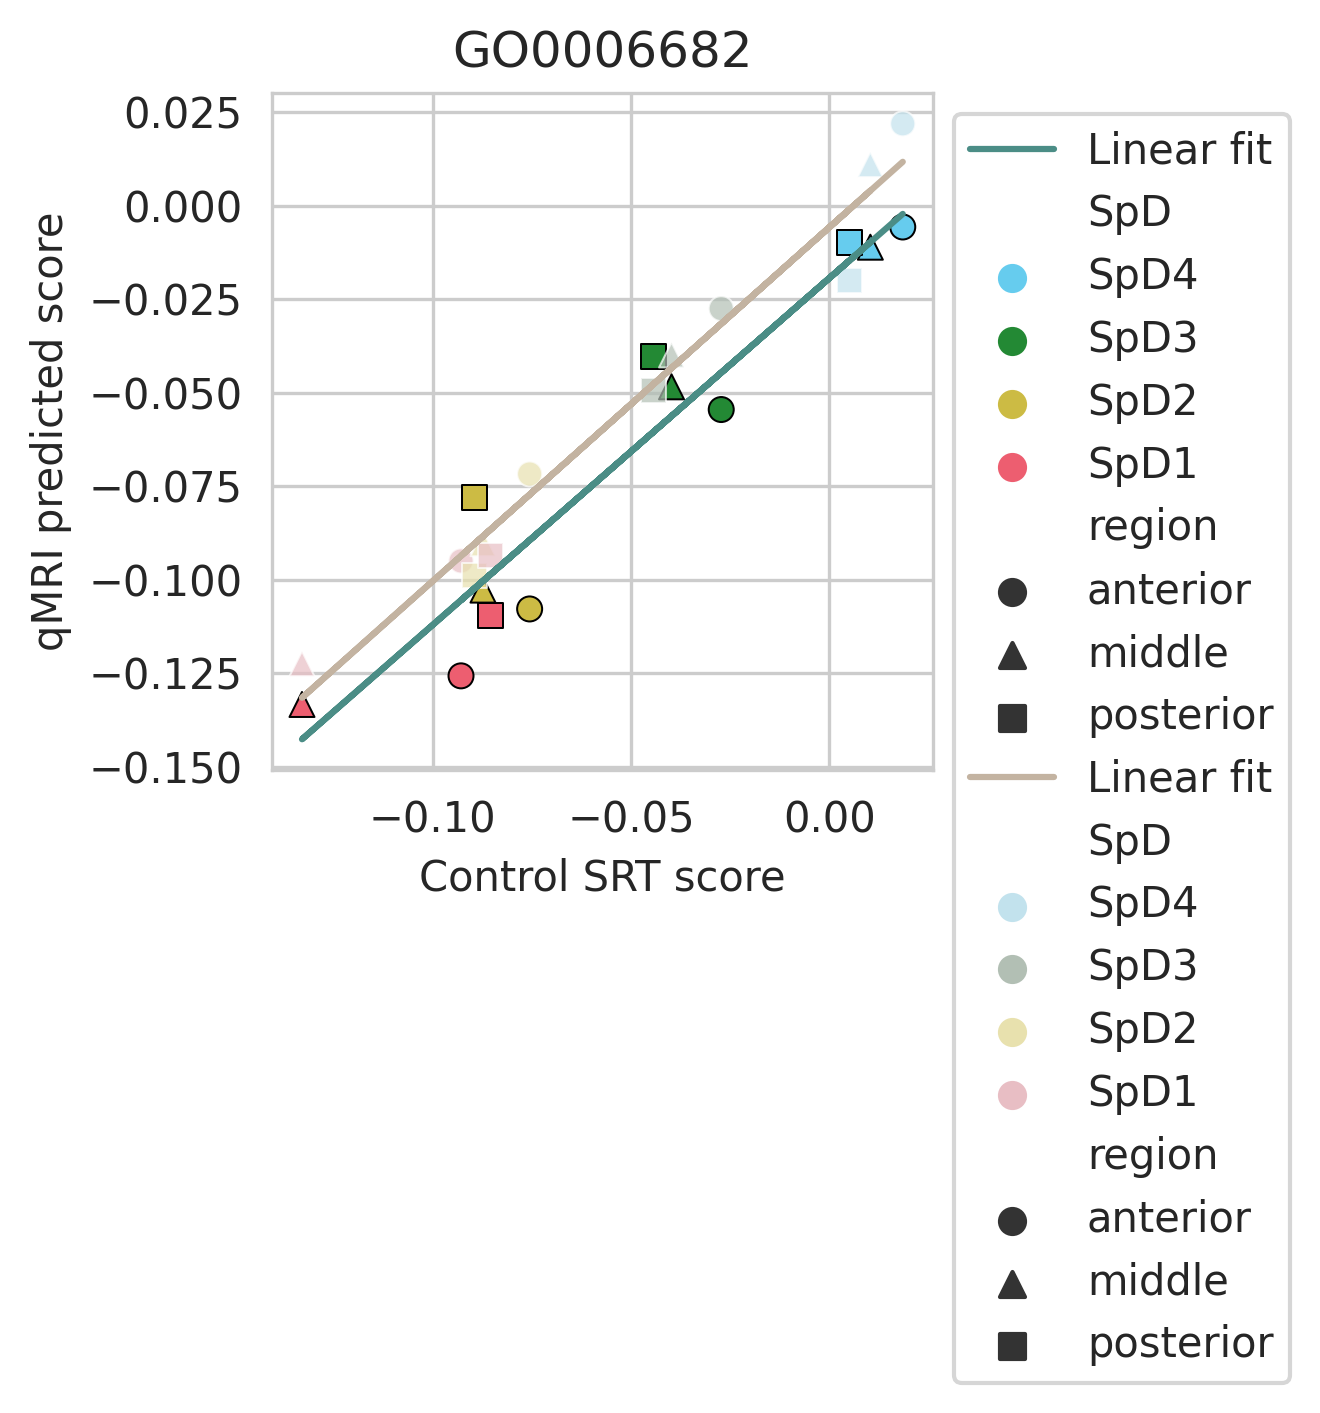 GO0006682
0.025
0.000
−0.025
−0.050
−0.075
−0.100
−0.125
−0.150
qMRI predicted score
−0.10
−0.05
0.00
Control SRT score
Linear fit
SpD
SpD4
SpD3
SpD2
SpD1
region
anterior
middle
posterior
Linear fit
SpD
SpD4
SpD3
SpD2
SpD1
region
anterior
middle
posterior